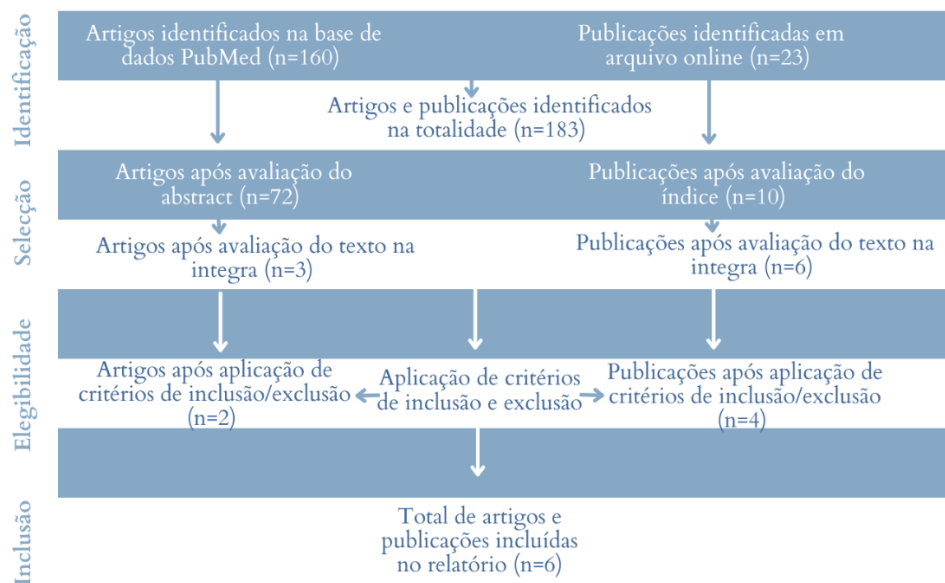 Identificação
Artigos identificados na base de
dados PubMed (n=160)
Publicações identificadas em
arquivo online (n=23)
Artigos e publicações identificados
na totalidade (n=183)
Selecção
Artigos após avaliação do
abstract (n=72)
Publicações após avaliação do
índice (n=10)
Artigos após avaliação do texto na
integra (n=3)
Publicações após avaliação do texto na
integra (n=6)
Elegibilidade
Artigos após aplicação de
critérios de inclusão/exclusão
(n=2)
Aplicação de critérios
de inclusão e exclusão
Publicações após aplicação de
critérios de inclusão/exclusão
(n=4)
Inclusão
Total de artigos e
publicações incluídas
no relatório (n=6)